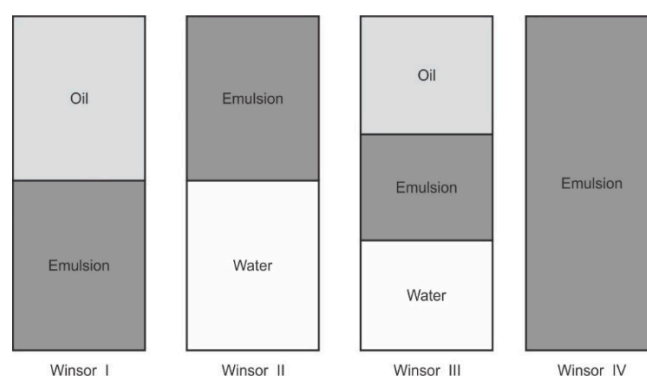 Oil
Emulsion
Winsor I
Emulsion
Water
Winsor II
Oil
Emulsion
Water
Winsor III
Emulsion
Winsor IV